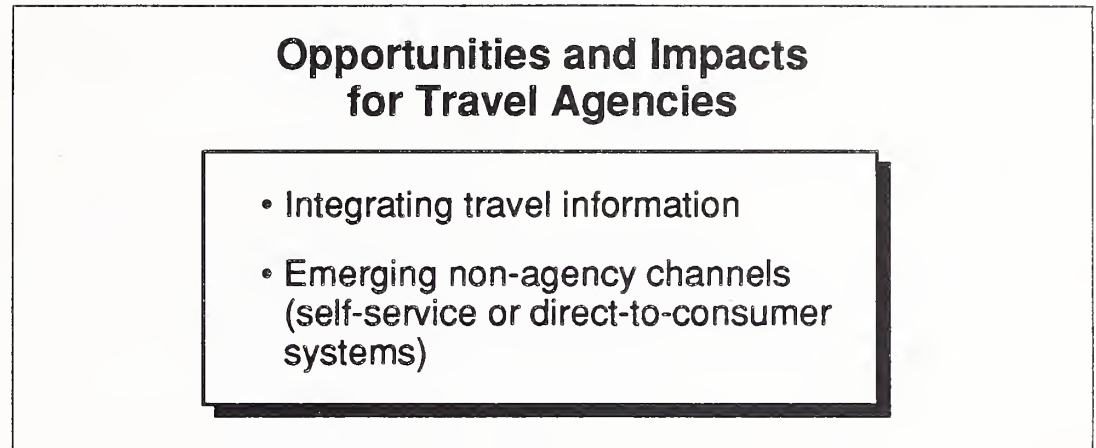 Opportunities and Impacts
for Travel Agencies
• Integrating travel information
• Emerging non-agency channels
(self-service or direct-to-consumer
systems)